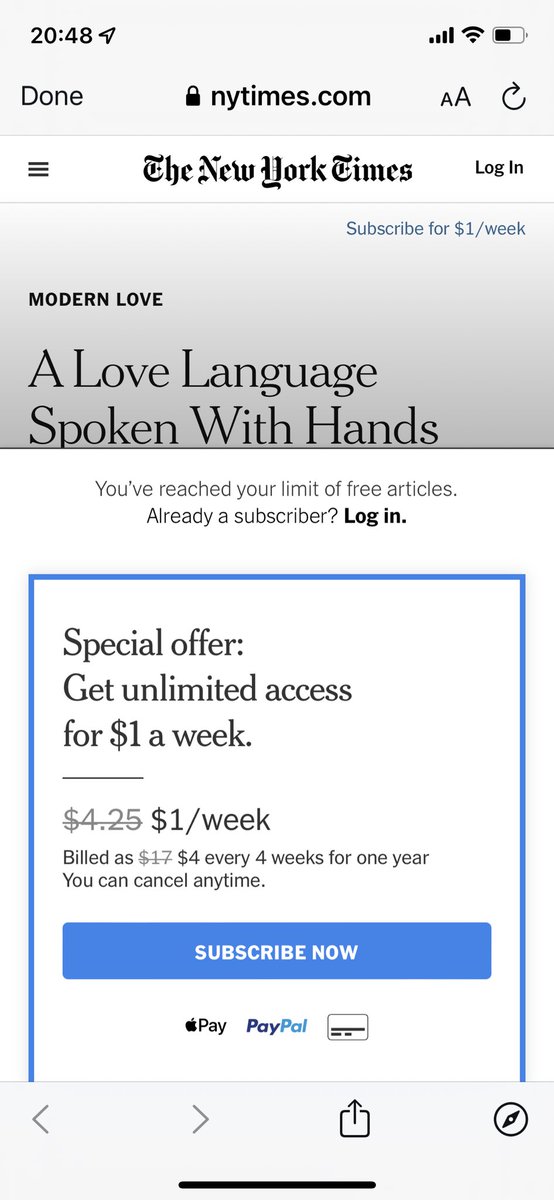 20:48
Done
nytimes.com
AA
The New York Times
Log In
Subscribe for $1/week
MODERN LOVE
A Love Language
Spoken With Hands
You’ve reached your limit of free articles.
Already a subscriber? Log in.
Special offer:
Get unlimited access
for $1 a week.
$4.25 $1/week
Billed as $17 $4 every 4 weeks for one year
You can cancel anytime.
SUBSCRIBE NOW
Pay PayPal